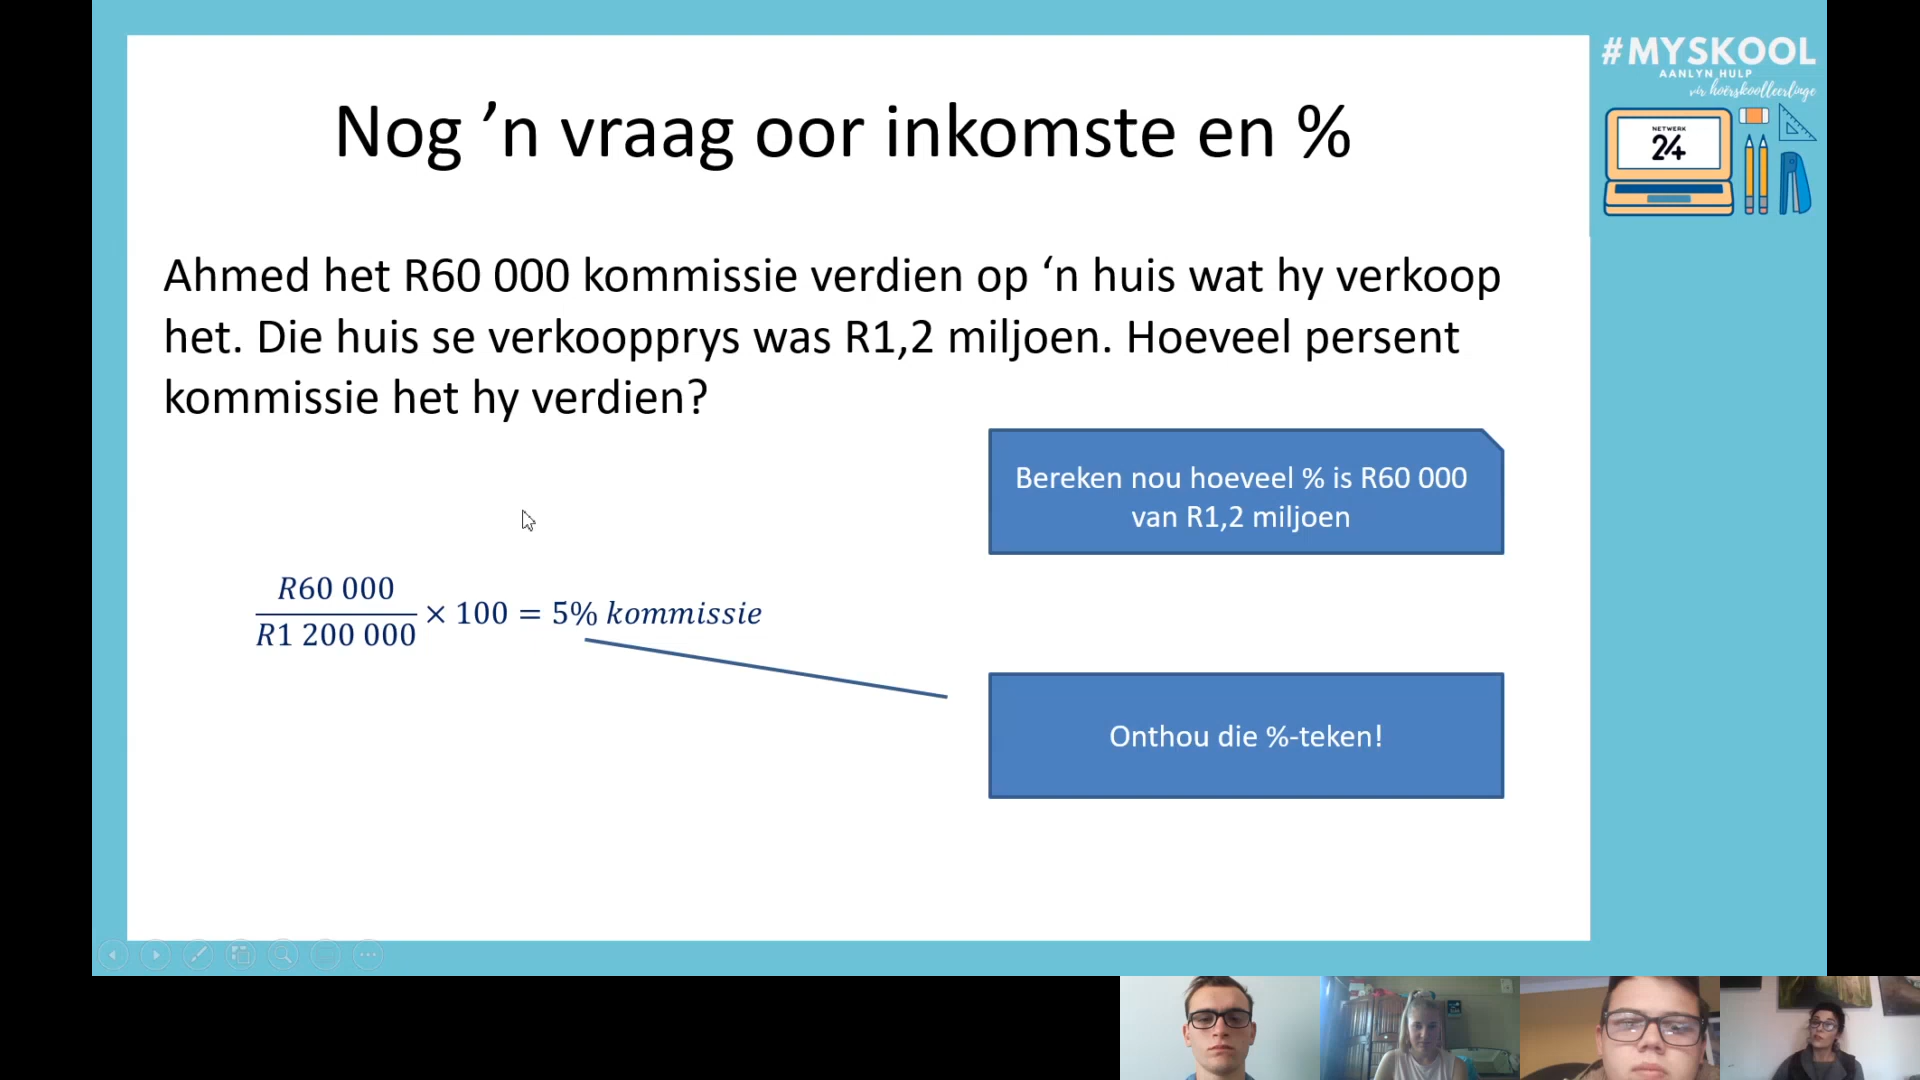 Nog ’n vraag oor inkomste en %
#MYSKOOL
AANLYN HULP
vir hoërskoolleerlinge
NETWERK
24
Ahmed het R60 000 kommissie verdien op ‘n huis wat hy verkoop
het. Die huis se verkoopprys was R1,2 miljoen. Hoeveel persent
kommissie het hy verdien?
Bereken nou hoeveel % is R60 000
van R1,2 miljoen
R60 000
R1 200 000
× 100 = 5% kommissie
Onthou die %-teken!